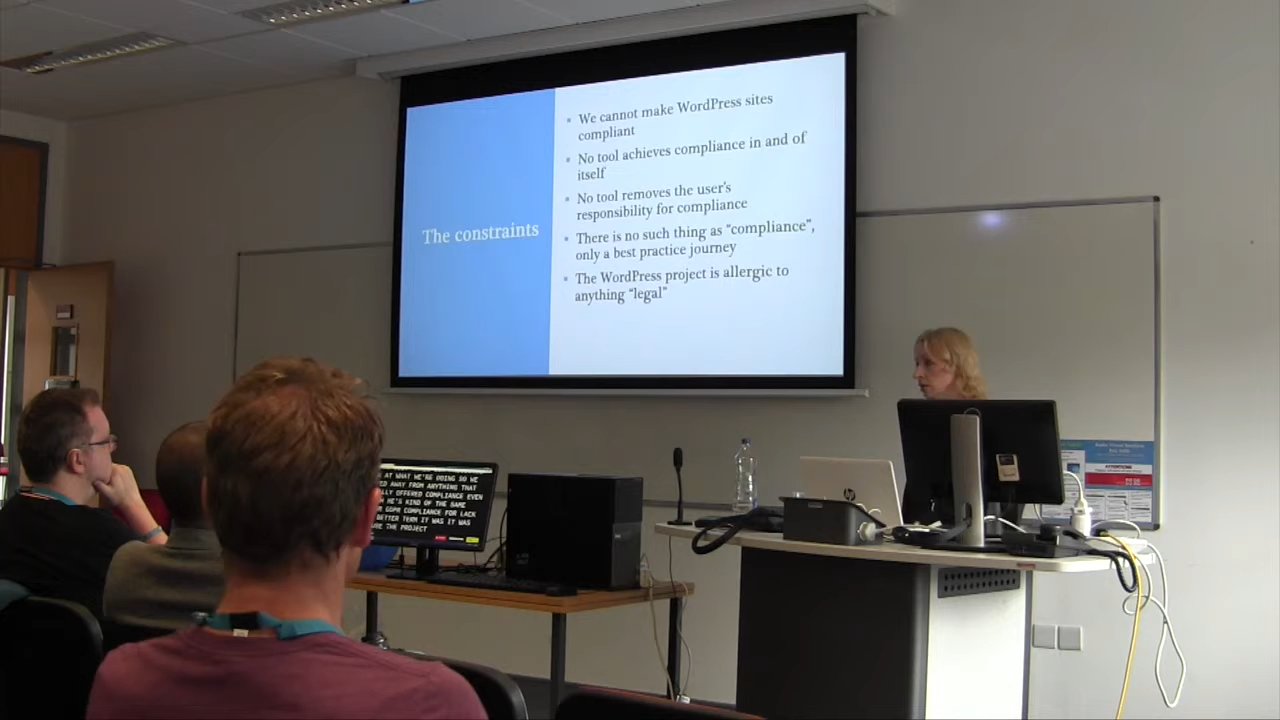 The constraints
We cannot make WordPress sites
compliant
No tool achieves compliance in and of
itself
No tool removes the user's
responsibility for compliance
There is no such thing as "compliance",
only a best practice journey
The WordPress project is allergic to
anything "legal"
AT WHAT WE'RE DOING SO WE
ED AWAY FROM ANYTHING THAT
LLY OFFERED COMPLIANCE EVEN
HE'S KIND OF THE SAME
GDPR COMPLIANCE FOR LACK
BETTER TERM IT WAS IT WAS
USE THE PROJECT
hp
ATTENTION